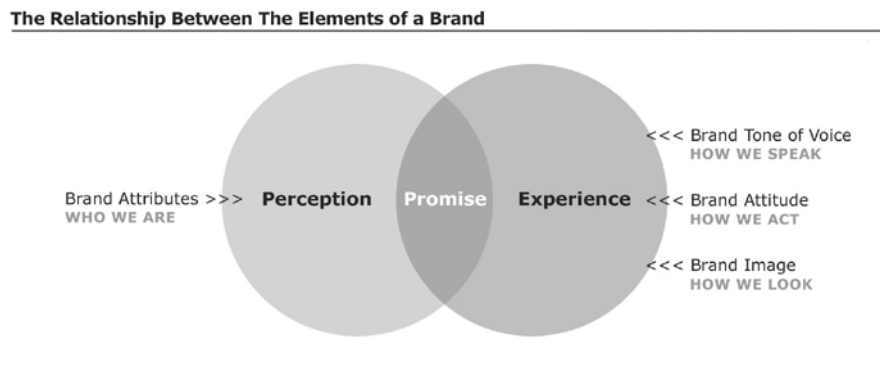 The Relationship Between The Elements of a Brand
Brand Attributes >>>
WHO WE ARE
Perception
Promise
Experience
<<< Brand Tone of Voice
HOW WE SPEAK
<<< Brand Attitude
HOW WE ACT
<<< Brand Image
HOW WE LOOK